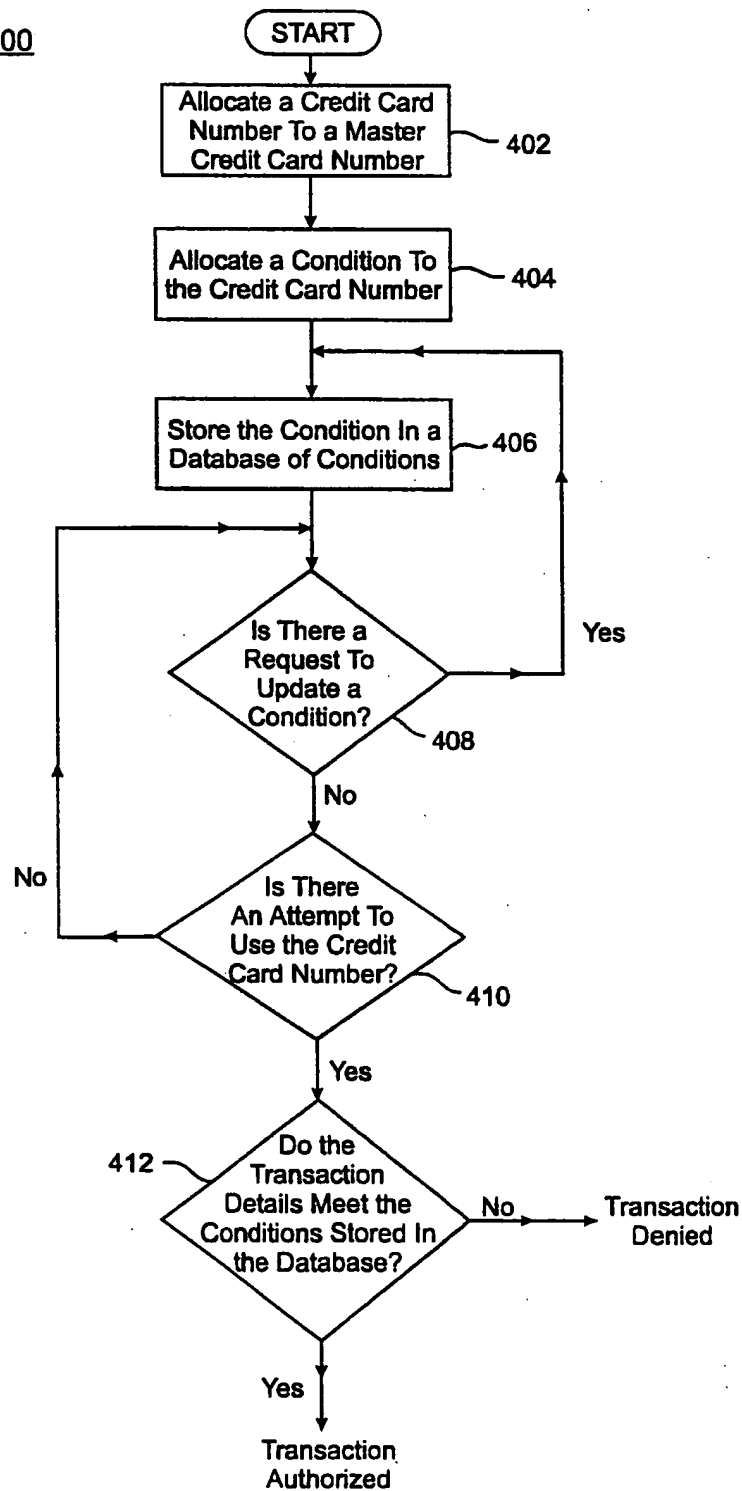 00
START
Allocate a Credit Card
Number To a Master
Credit Card Number
402
Allocate a Condition To
the Credit Card Number
404
Store the Condition In a
Database of Conditions
406
Is There a
Request To
Update a
Condition?
Yes
408
No
Is There
An Attempt To
Use the Credit
Card Number?
No
410
Yes
412
Do the
Transaction
Details Meet the
Conditions Stored In
the Database?
No
Transaction
Denied
Yes
Transaction
Authorized